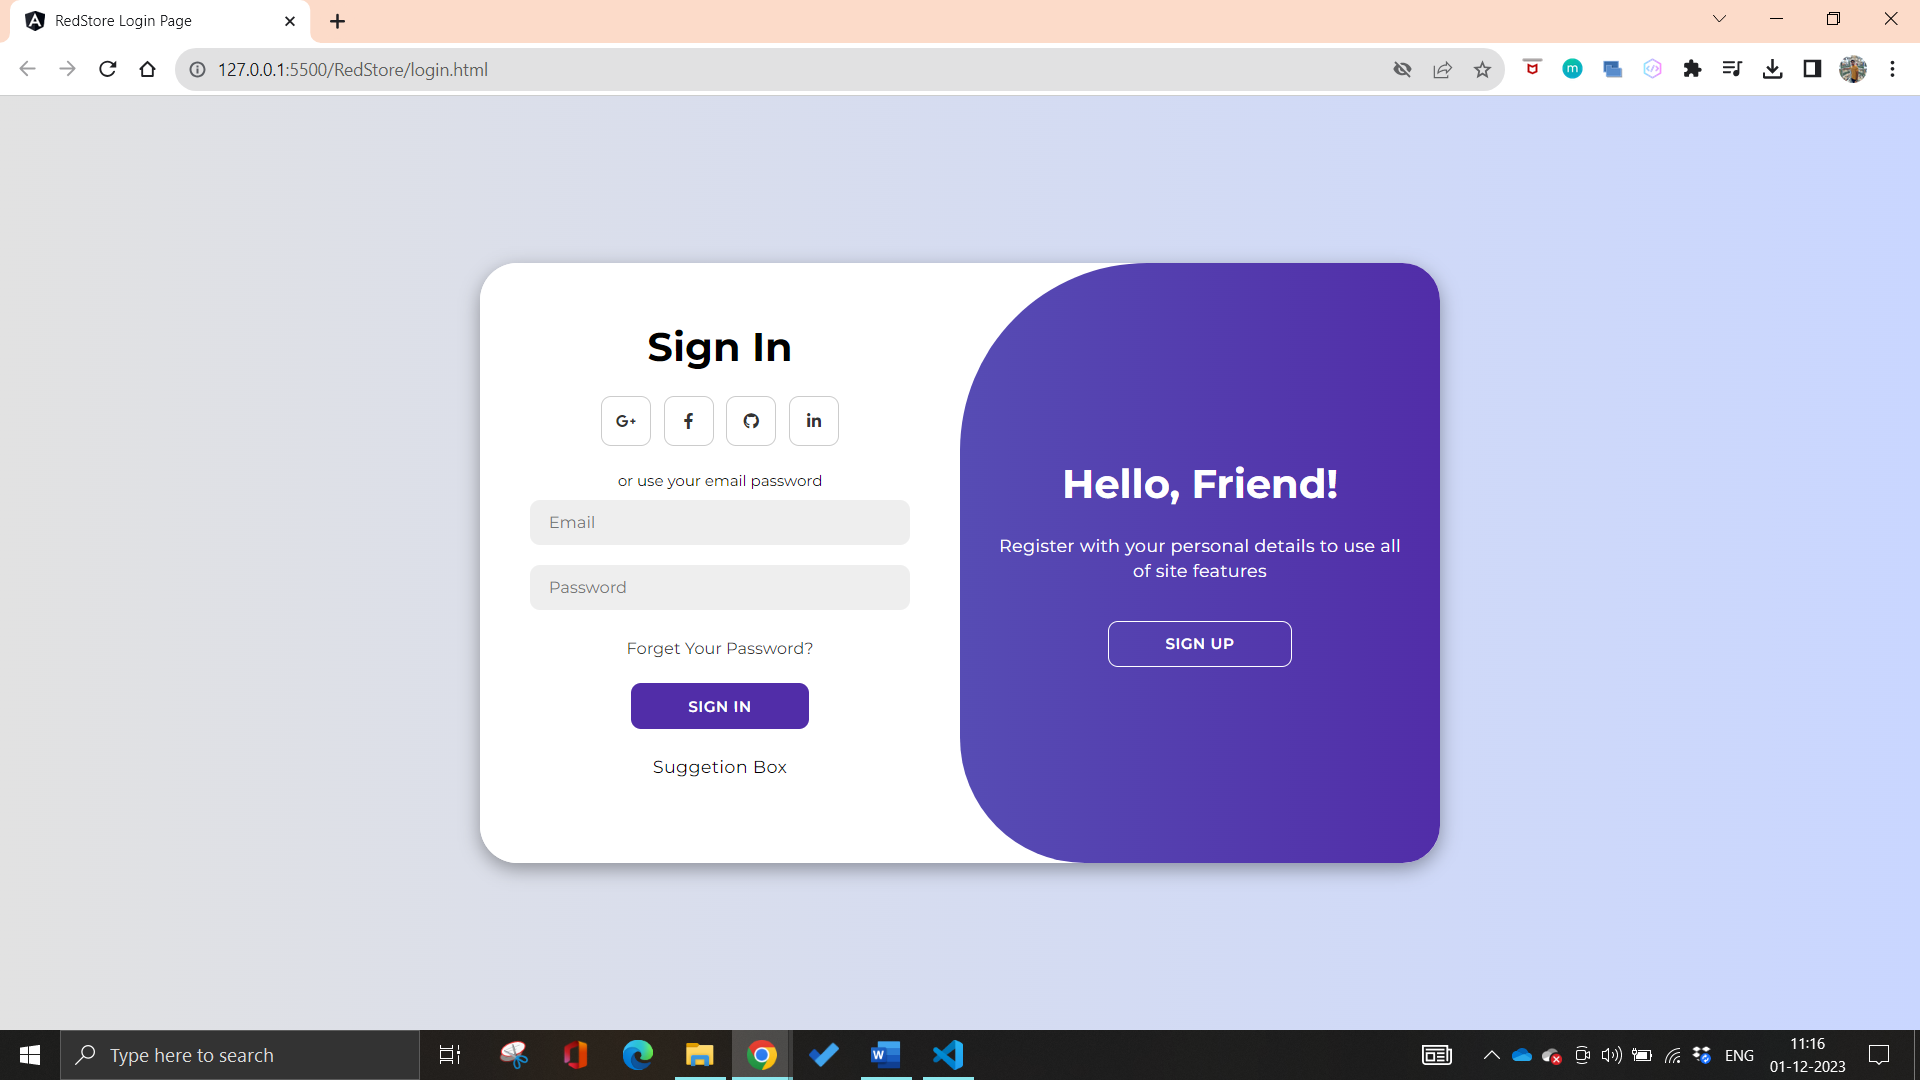 RedStore Login Page
127.0.0.1:5500/RedStore/login.html
m
Sign In
G+
f
in
or use your email password
Email
Password
Forget Your Password?
SIGN IN
Suggetion Box
Hello, Friend!
Register with your personal details to use all
of site features
SIGN UP
Type here to search
W
ENG
11:16
01-12-2023